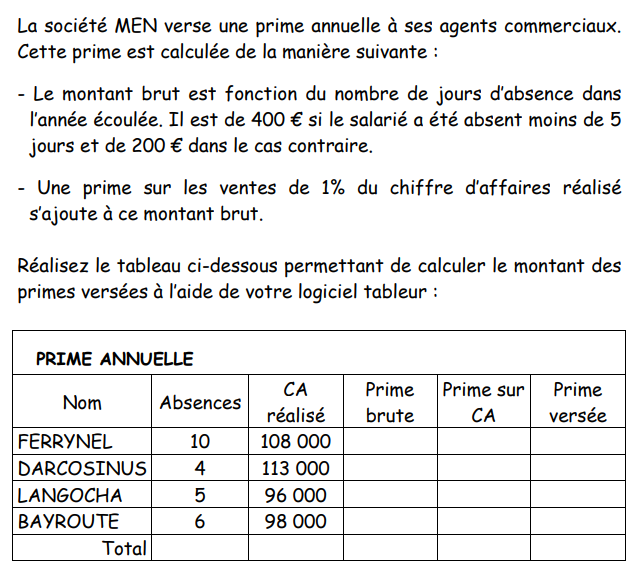 La société MEN verse une prime annuelle à ses agents commerciaux.
Cette prime est calculée de la manière suivante :
- Le montant brut est fonction du nombre de jours d'absence dans
l'année écoulée. Il est de 400 € si le salarié a été absent moins de 5
jours et de 200 € dans le cas contraire.
- Une prime sur les ventes de 1% du chiffre d'affaires réalisé
s'ajoute à ce montant brut.
Réalisez le tableau ci-dessous permettant de calculer le montant des
primes versées à l'aide de votre logiciel tableur :
PRIME ANNUELLE
Nom Absences CA réalisé Prime brute Prime sur CA Prime versée
FERRYNEL 10 108 000
DARCOSINUS 4 113 000
LANGOCHA 5 96 000
BAYROUTE 6 98 000
Total